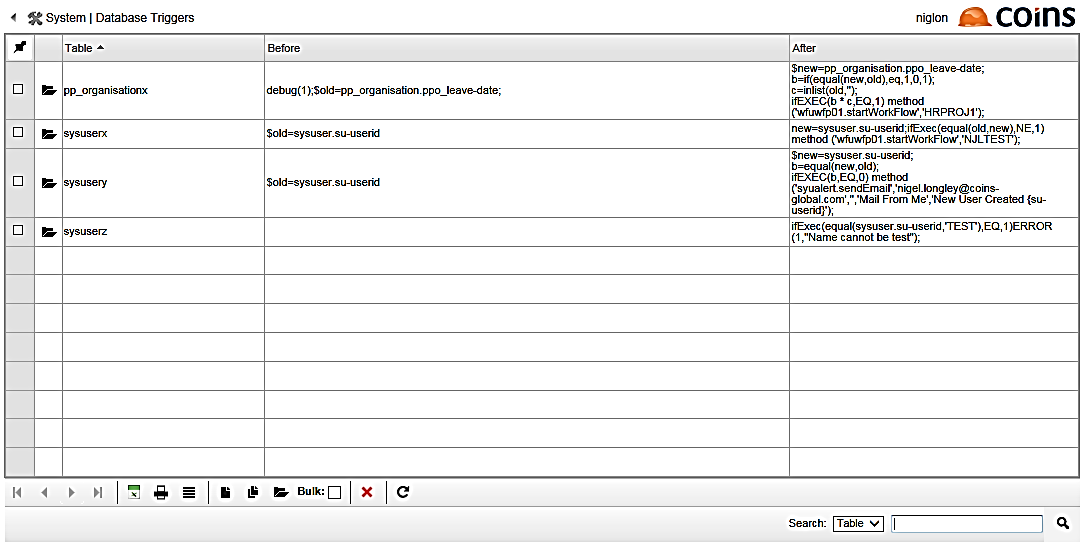 System | Database Triggers
niglon
coins
Table
Before
After
pp_organisationx
debug(1);$old=pp_organisation.ppo_leave-date;
$new=pp_organisation.ppo_leave-date;
b=if(equal(new,old),eq,1,0,1);
c=inlist(old,'');
ifEXEC(b * c,EQ,1) method
('wfuwfp01.startWorkFlow','HRPROJ1');
sysuserx
$old=sysuser.su-userid
new=sysuser.su-userid;ifExec(equal(old,new),NE,1)
method ('wfuwfp01.startWorkFlow','NJLTEST');
sysusery
$old=sysuser.su-userid
$new=sysuser.su-userid;
b=equal(new,old);
ifEXEC(b,EQ,0) method
('syualert.sendEmail','nigel.longley@coins-
global.com','','Mail From Me','New User Created {su-
userid}');
sysuserz
ifExec(equal(sysuser.su-userid,'TEST'),EQ,1)ERROR
(1,"Name cannot be test");
Bulk:
Search:
Table